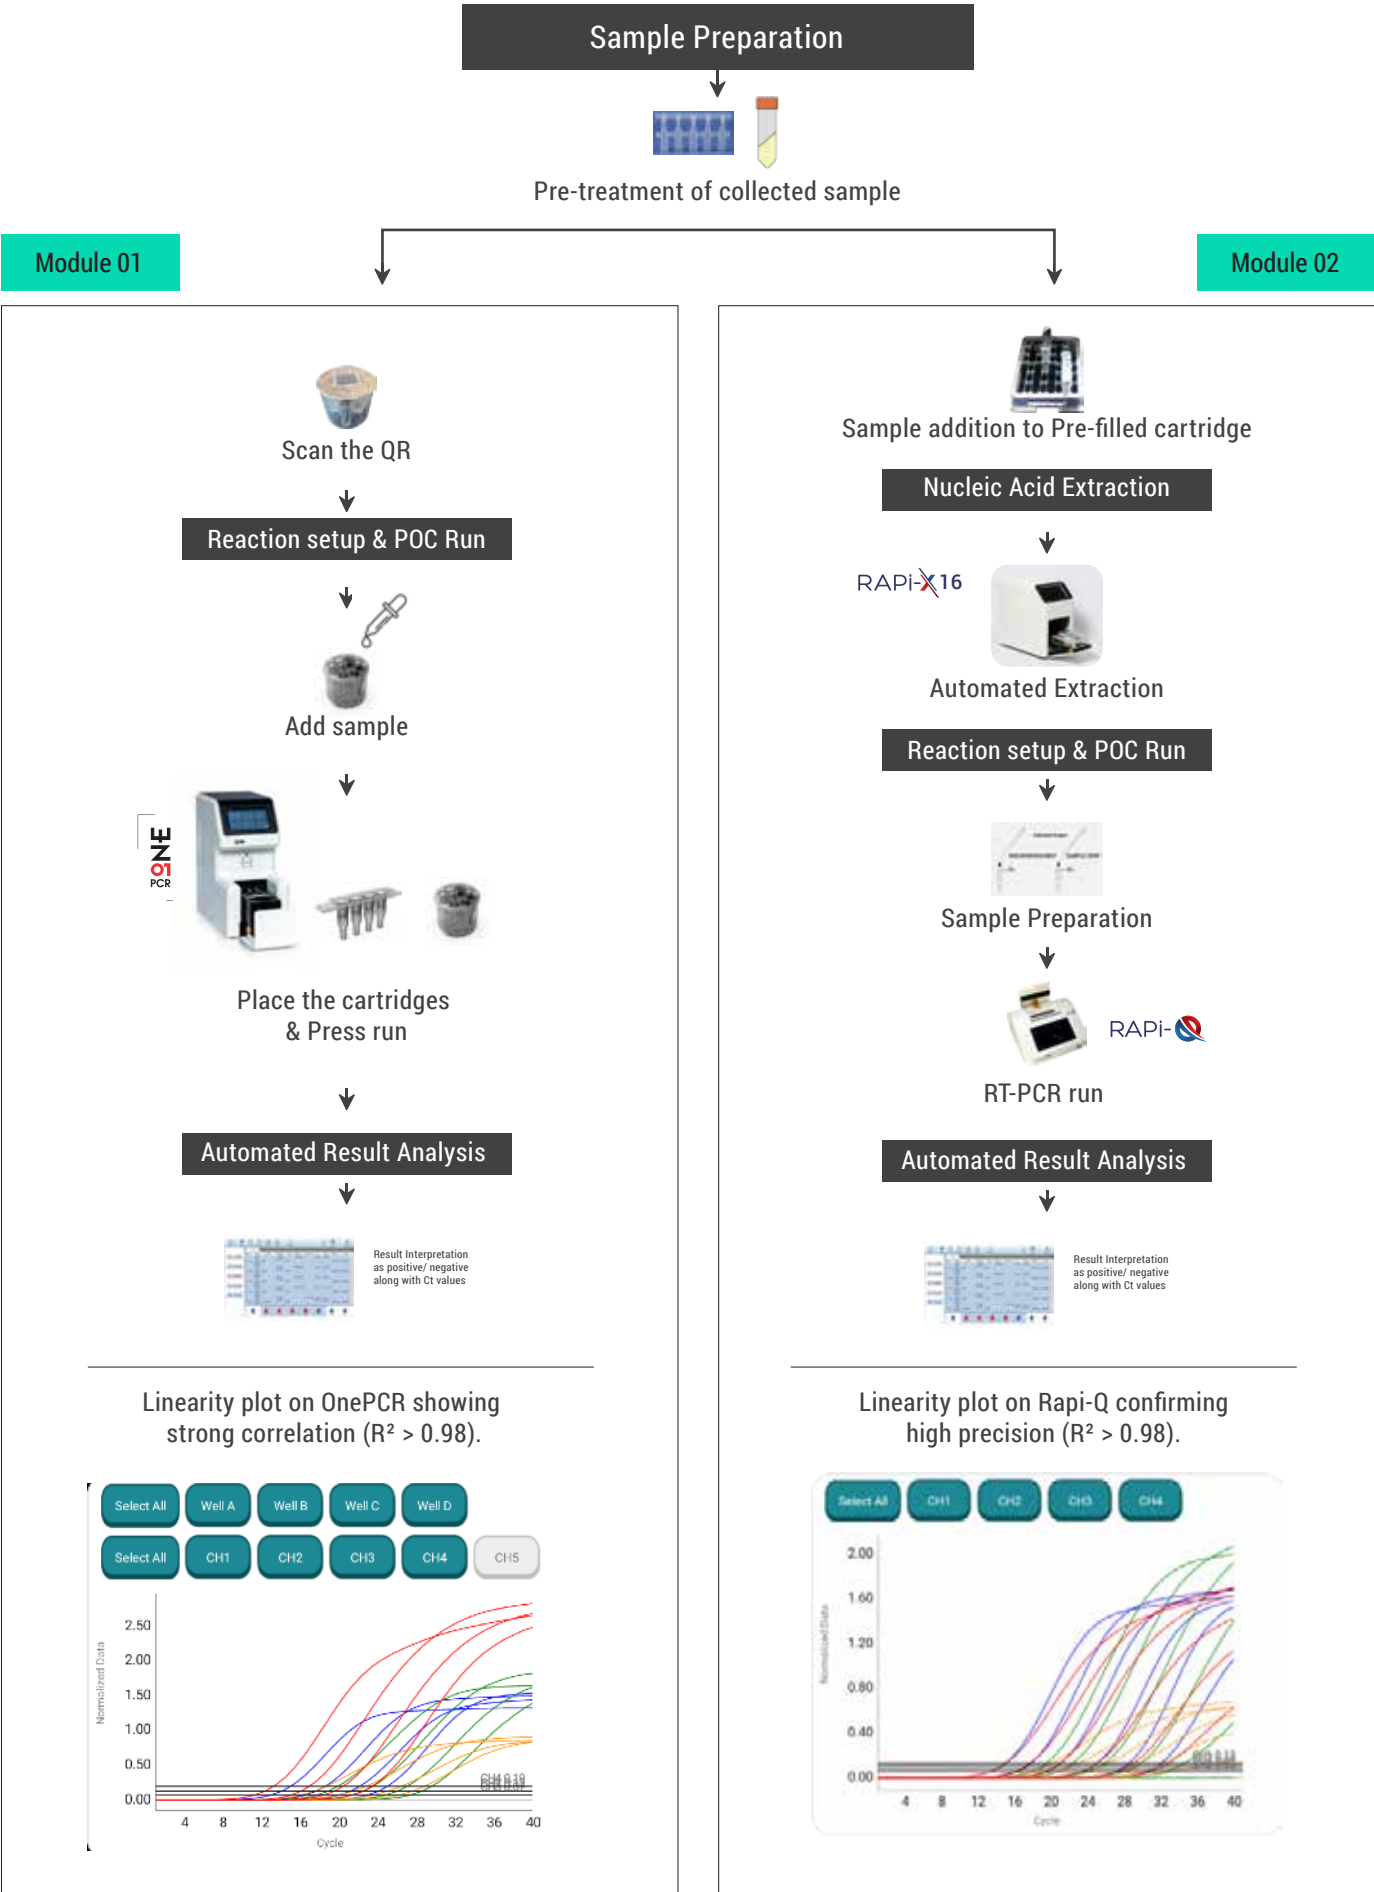 Sample Preparation
Pre-treatment of collected sample
Module 01
Scan the QR
Reaction setup & POC Run
Add sample
ONE
01
PCR
Place the cartridges
& Press run
Automated Result Analysis
Result Interpretation
as positive/ negative
along with Ct values
Linearity plot on OnePCR showing
strong correlation (R² > 0.98).
Select All Well A Well B Well C Well D
Select All CH1 CH2 CH3 CH4 CH5
Normalized Data
2.50
2.00
1.50
1.00
0.50
0.00
CH4 0.19
4 8 12 16 20 24 28 32 36 40
Cycle
Module 02
Sample addition to Pre-filled cartridge
Nucleic Acid Extraction
RAPi-X16
Automated Extraction
Reaction setup & POC Run
Sample Preparation
RAPi-Q
RT-PCR run
Automated Result Analysis
Result Interpretation
as positive/ negative
along with Ct values
Linearity plot on Rapi-Q confirming
high precision (R² > 0.98).
Select All CH1 CH2 CH3 CH4
Normalized Data
2.00
1.60
1.20
0.80
0.40
0.00
4 8 12 16 20 24 28 32 36 40
Cycle